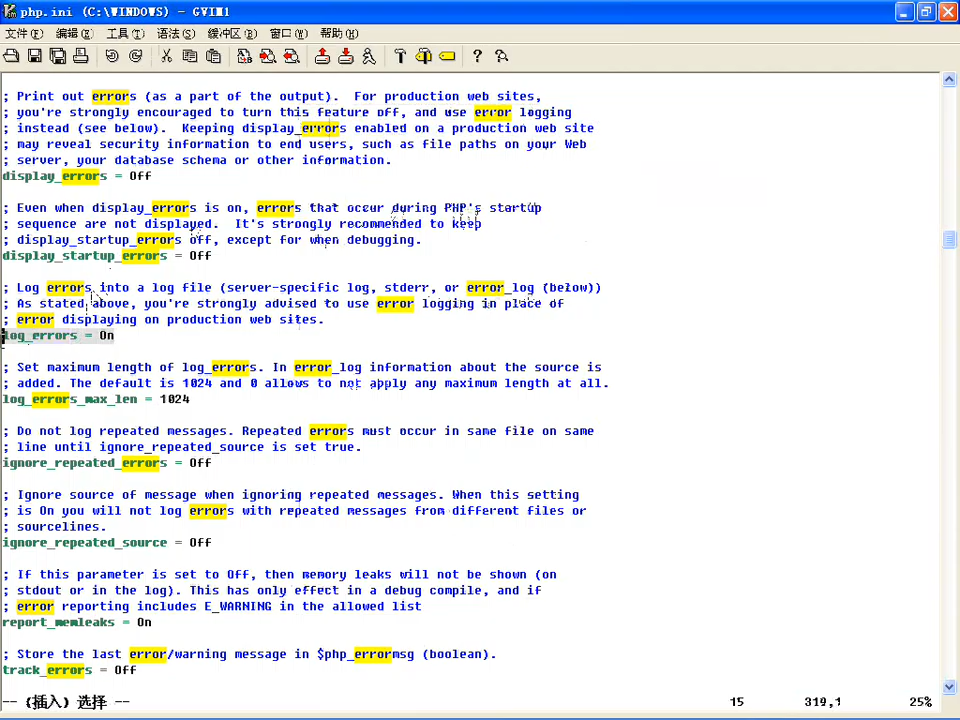 php.ini (C:\WINDOWS) - GVIM1
文件(F) 编辑(E) 工具(T) 语法(S) 缓冲区(B) 窗口(W) 帮助(H)
; Print out errors (as a part of the output).  For production web sites,
; you're strongly encouraged to turn this feature off, and use error logging
; instead (see below).  Keeping display_errors enabled on a production web site
; may reveal security information to end users, such as file paths on your Web
; server, your database schema or other information.
display_errors = Off
; Even when display_errors is on, errors that occur during PHP's startup
; sequence are not displayed.  It's strongly recommended to keep
; display_startup_errors off, except for when debugging.
display_startup_errors = Off
; Log errors into a log file (server-specific log, stderr, or error_log (below))
; As stated above, you're strongly advised to use error logging in place of
; error displaying on production web sites.
log_errors = On
; Set maximum length of log_errors. In error_log information about the source is
; added. The default is 1024 and 0 allows to not apply any maximum length at all.
log_errors_max_len = 1024
; Do not log repeated messages. Repeated errors must occur in same file on same
; line until ignore_repeated_source is set true.
ignore_repeated_errors = Off
; Ignore source of message when ignoring repeated messages. When this setting
; is On you will not log errors with repeated messages from different files or
; sourcelines.
ignore_repeated_source = Off
; If this parameter is set to Off, then memory leaks will not be shown (on
; stdout or in the log). This has only effect in a debug compile, and if
; error reporting includes E_WARNING in the allowed list
report_memleaks = On
; Store the last error/warning message in $php_errormsg (boolean).
track_errors = Off
-- (插入) 选择 -- 15 319,1 25%